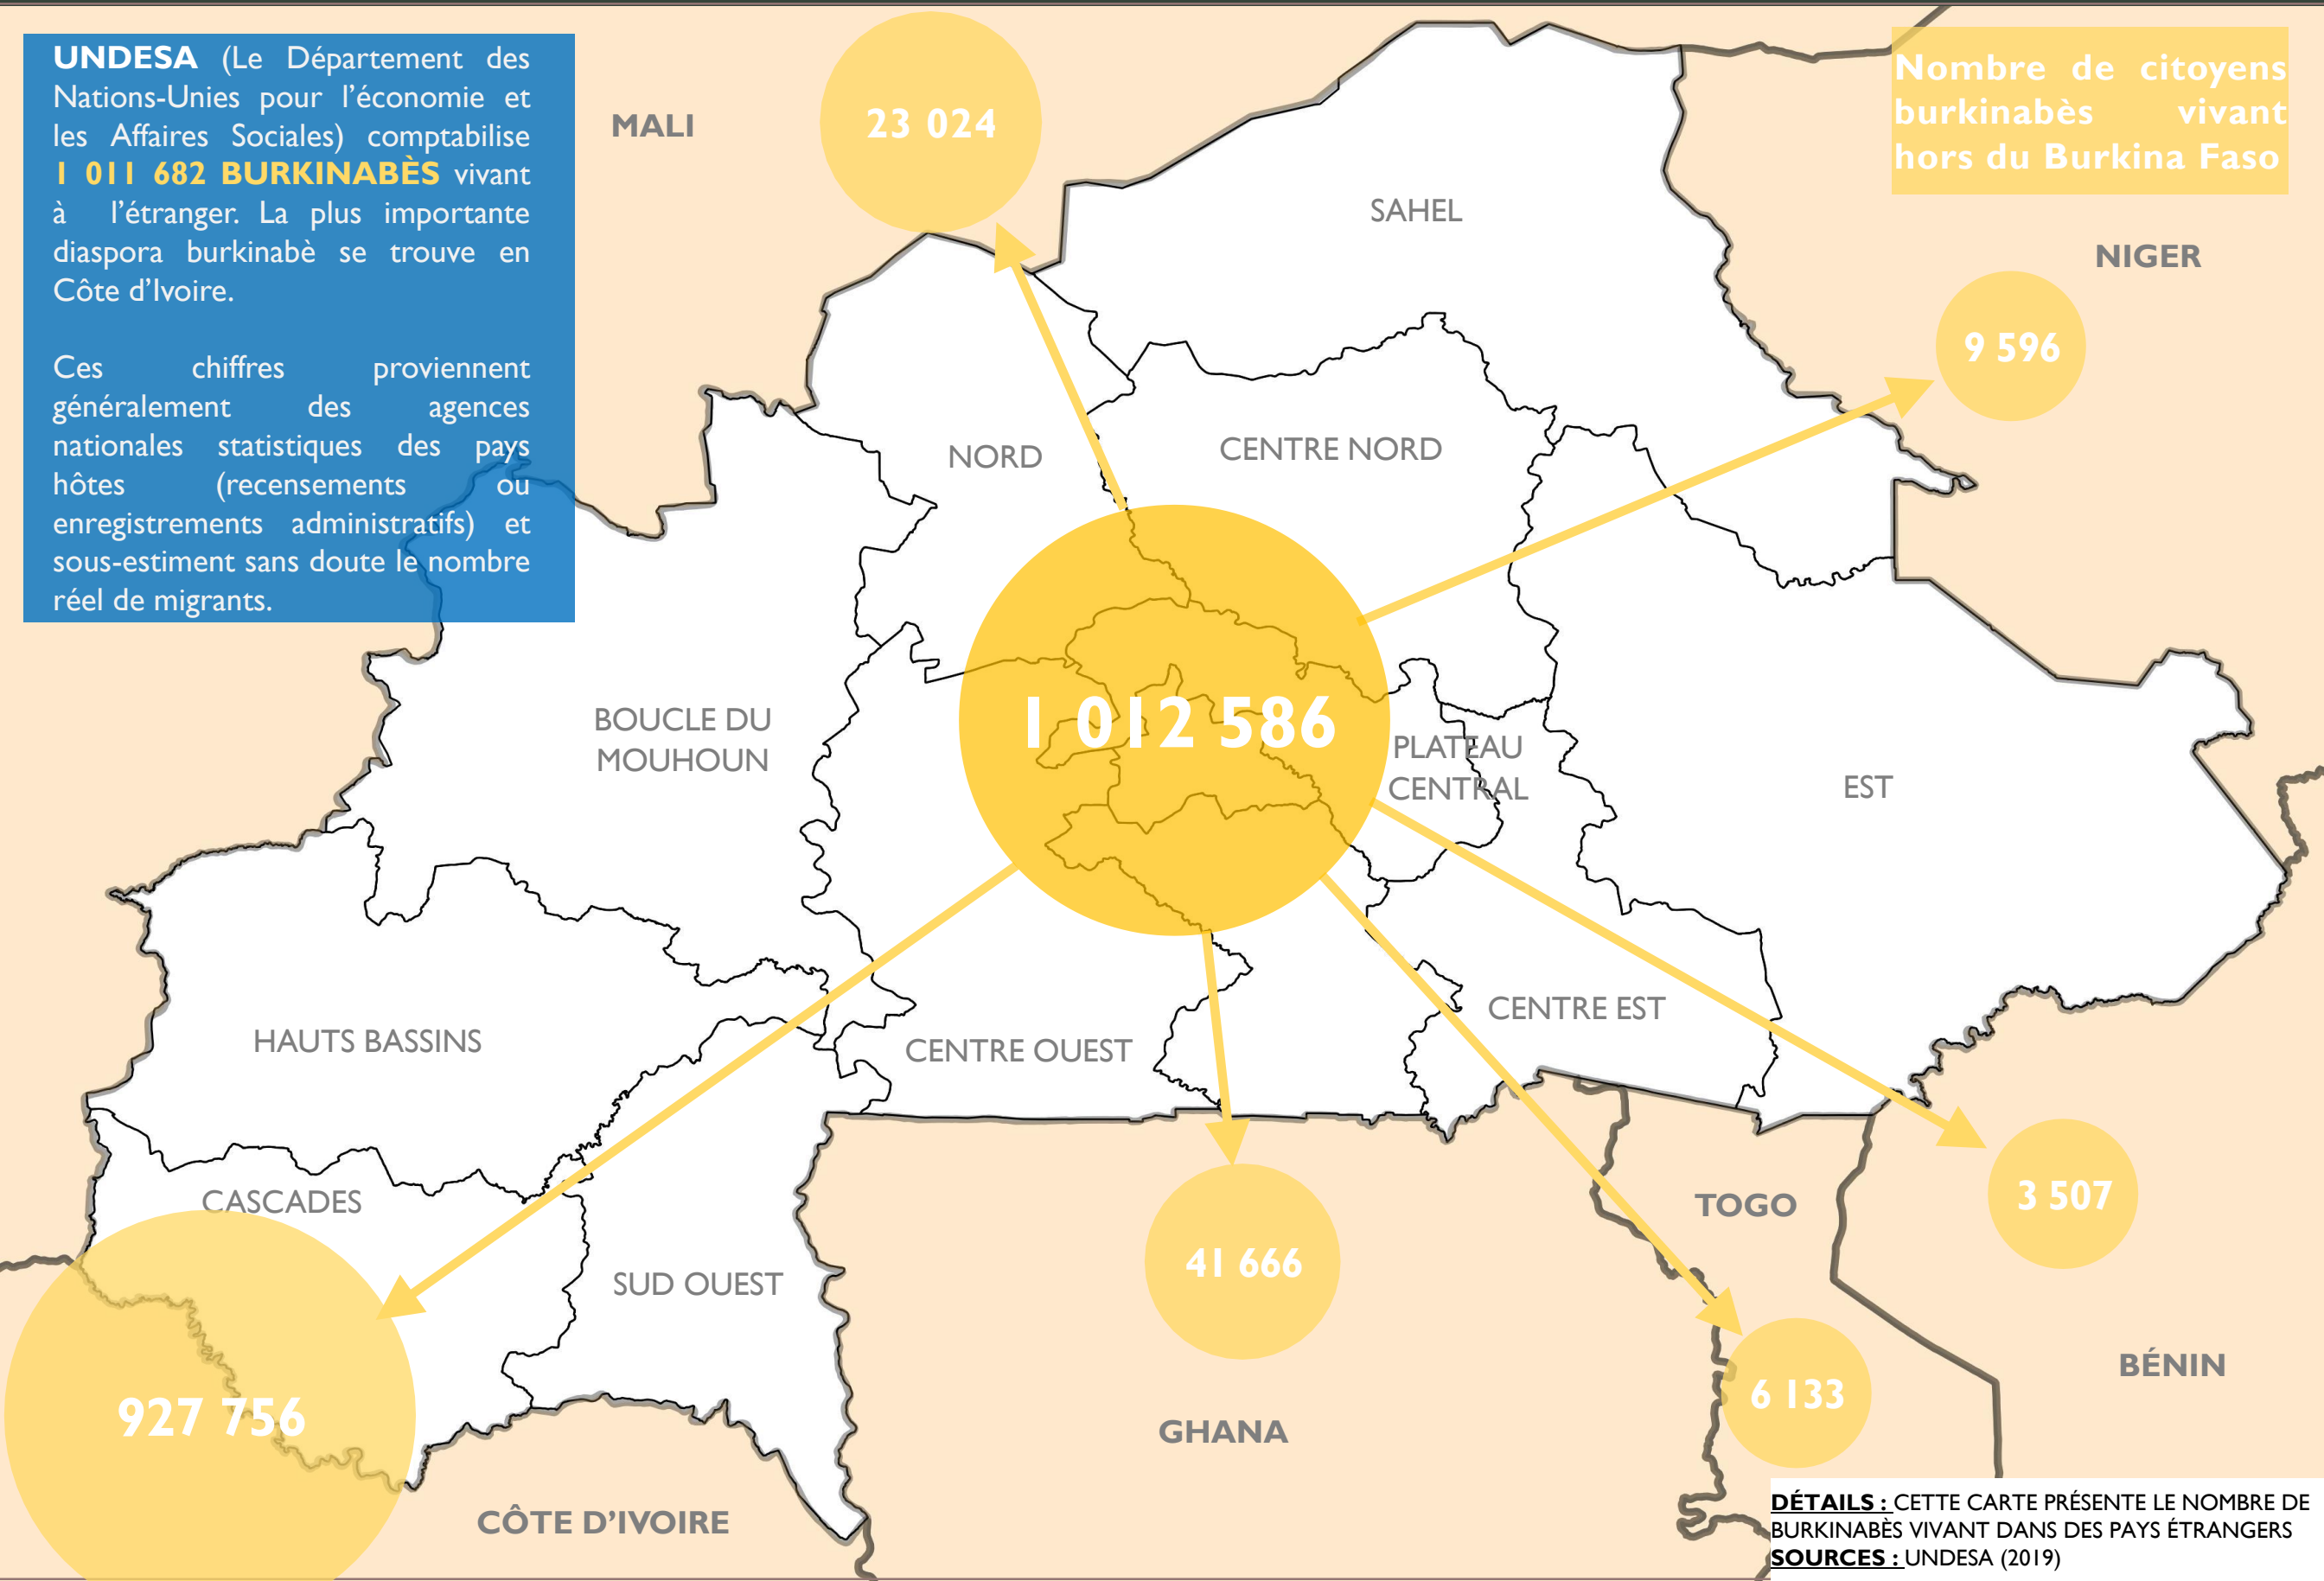 UNDESA (Le Département des
Nations-Unies pour l'économie et
les Affaires Sociales) comptabilise
1 011 682 BURKINABÈS vivant
à l'étranger. La plus importante
diaspora burkinabè se trouve en
Côte d'Ivoire.
Ces chiffres proviennent
généralement des agences
nationales statistiques des pays
hôtes (recensements ou
enregistrements administratifs) et
sous-estiment sans doute le nombre
réel de migrants.
Nombre de citoyens
burkinabès vivant
hors du Burkina Faso
MALI
23 024
SAHEL
NIGER
9 596
NORD
CENTRE NORD
BOUCLE DU
MOUHOUN
1 012 586
PLATEAU
CENTRAL
EST
HAUTS BASSINS
CENTRE OUEST
CENTRE EST
CASCADES
SUD OUEST
927 756
41 666
TOGO
3 507
6 133
BÉNIN
GHANA
CÔTE D'IVOIRE
DÉTAILS : CETTE CARTE PRÉSENTE LE NOMBRE DE
BURKINABÈS VIVANT DANS DES PAYS ÉTRANGERS
SOURCES : UNDESA (2019)